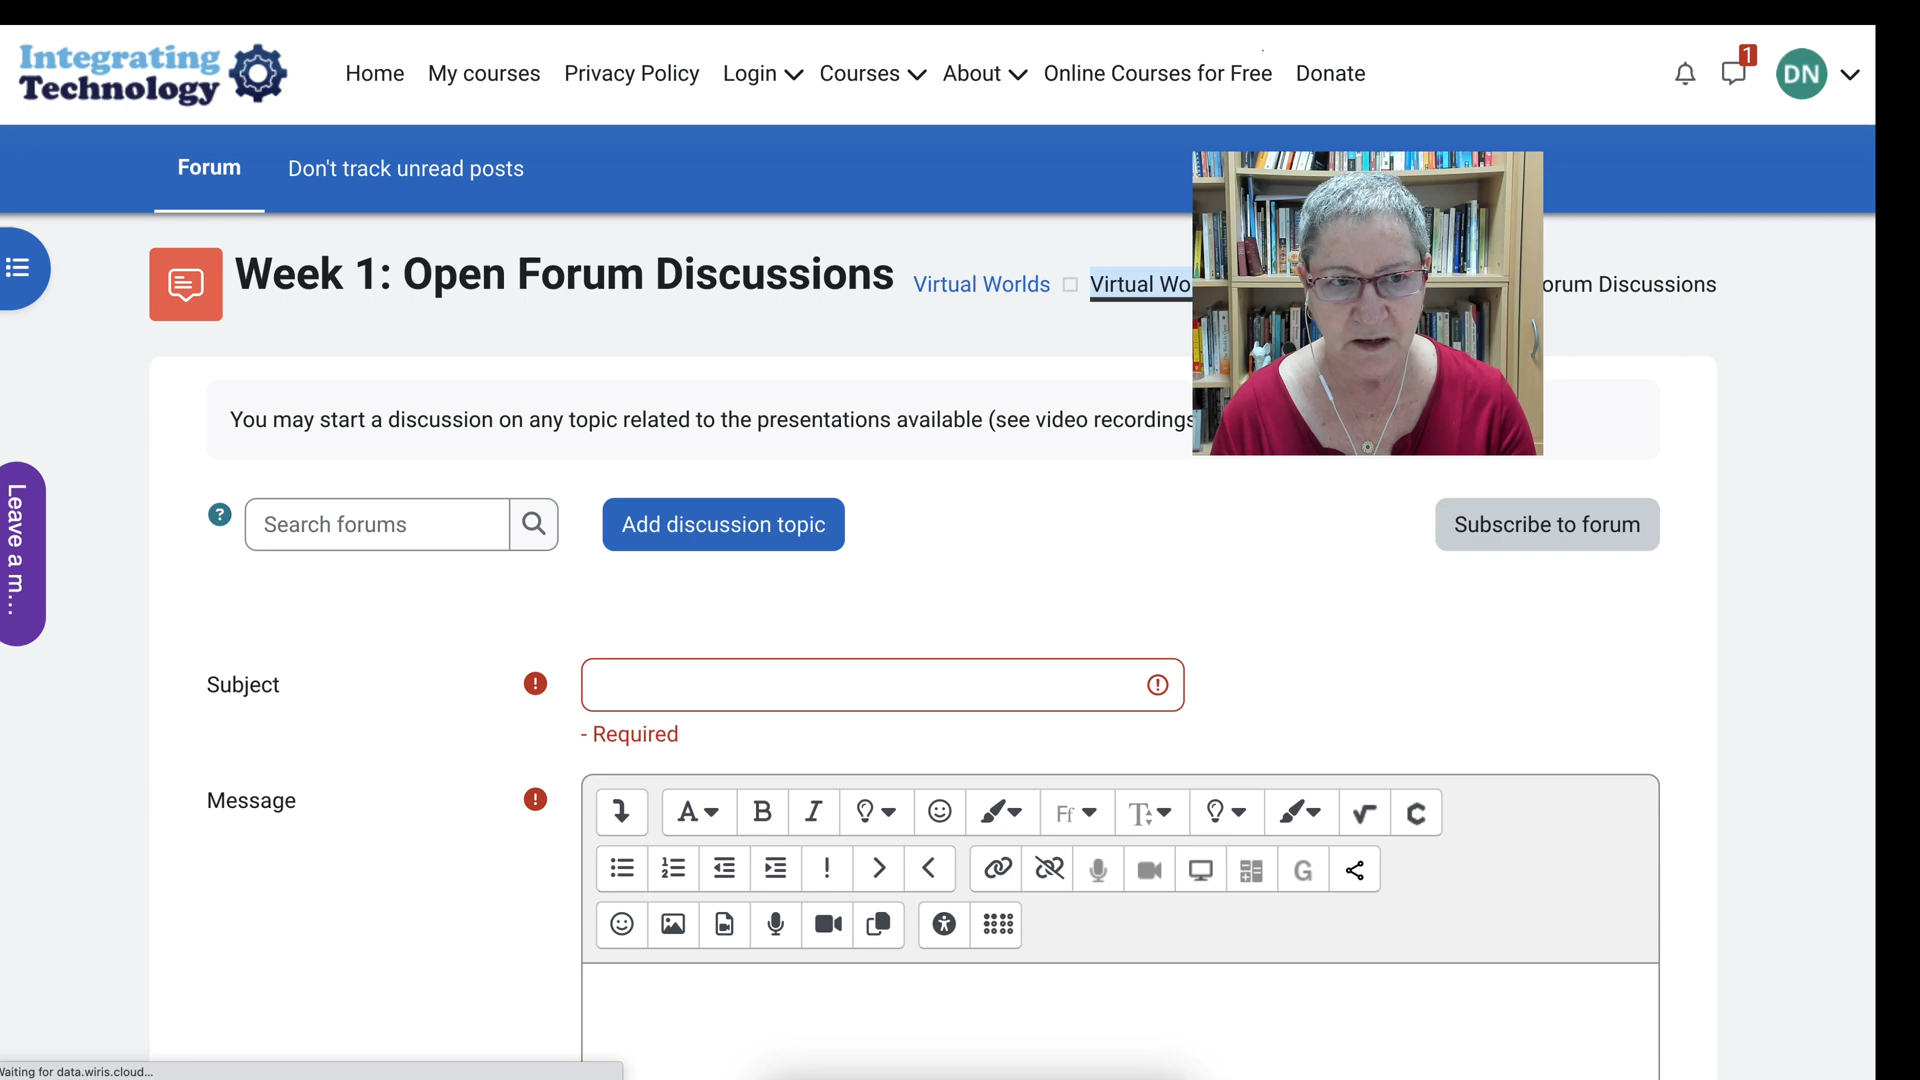 Integrating
Technology
Home My courses Privacy Policy Login Courses About Online Courses for Free Donate
1
DN
Forum Don't track unread posts
Week 1: Open Forum Discussions Virtual Worlds Virtual Wo orum Discussions
You may start a discussion on any topic related to the presentations available (see video recordings
Leave a m...
? Search forums Add discussion topic Subscribe to forum
Subject
- Required
Message
Waiting for data.wiris.cloud...